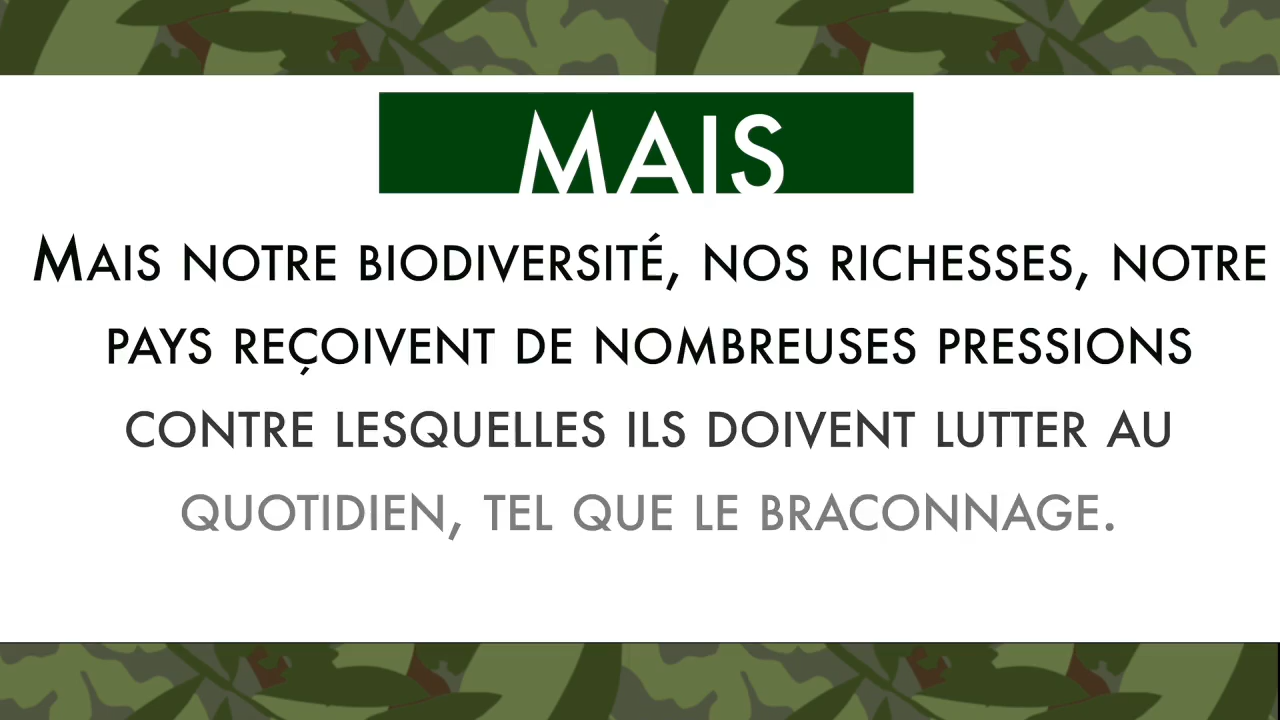 MAIS
MAIS NOTRE BIODIVERSITÉ, NOS RICHESSES, NOTRE
PAYS REÇOIVENT DE NOMBREUSES PRESSIONS
CONTRE LESQUELLES ILS DOIVENT LUTTER AU
QUOTIDIEN, TEL QUE LE BRACONNAGE.